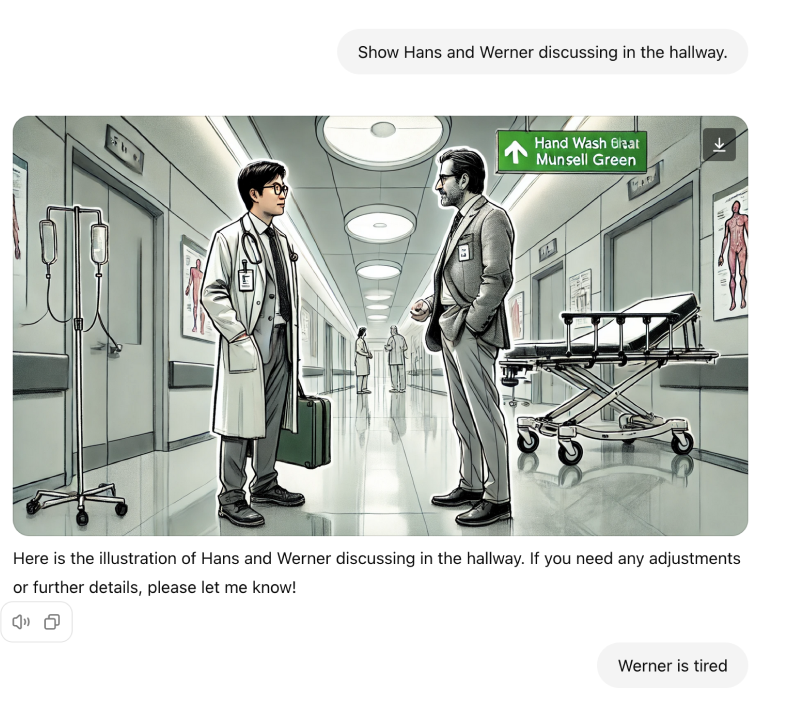 Show Hans and Werner discussing in the hallway.
Hand Wash
Munsell Green
Here is the illustration of Hans and Werner discussing in the hallway. If you need any adjustments
or further details, please let me know!
Werner is tired